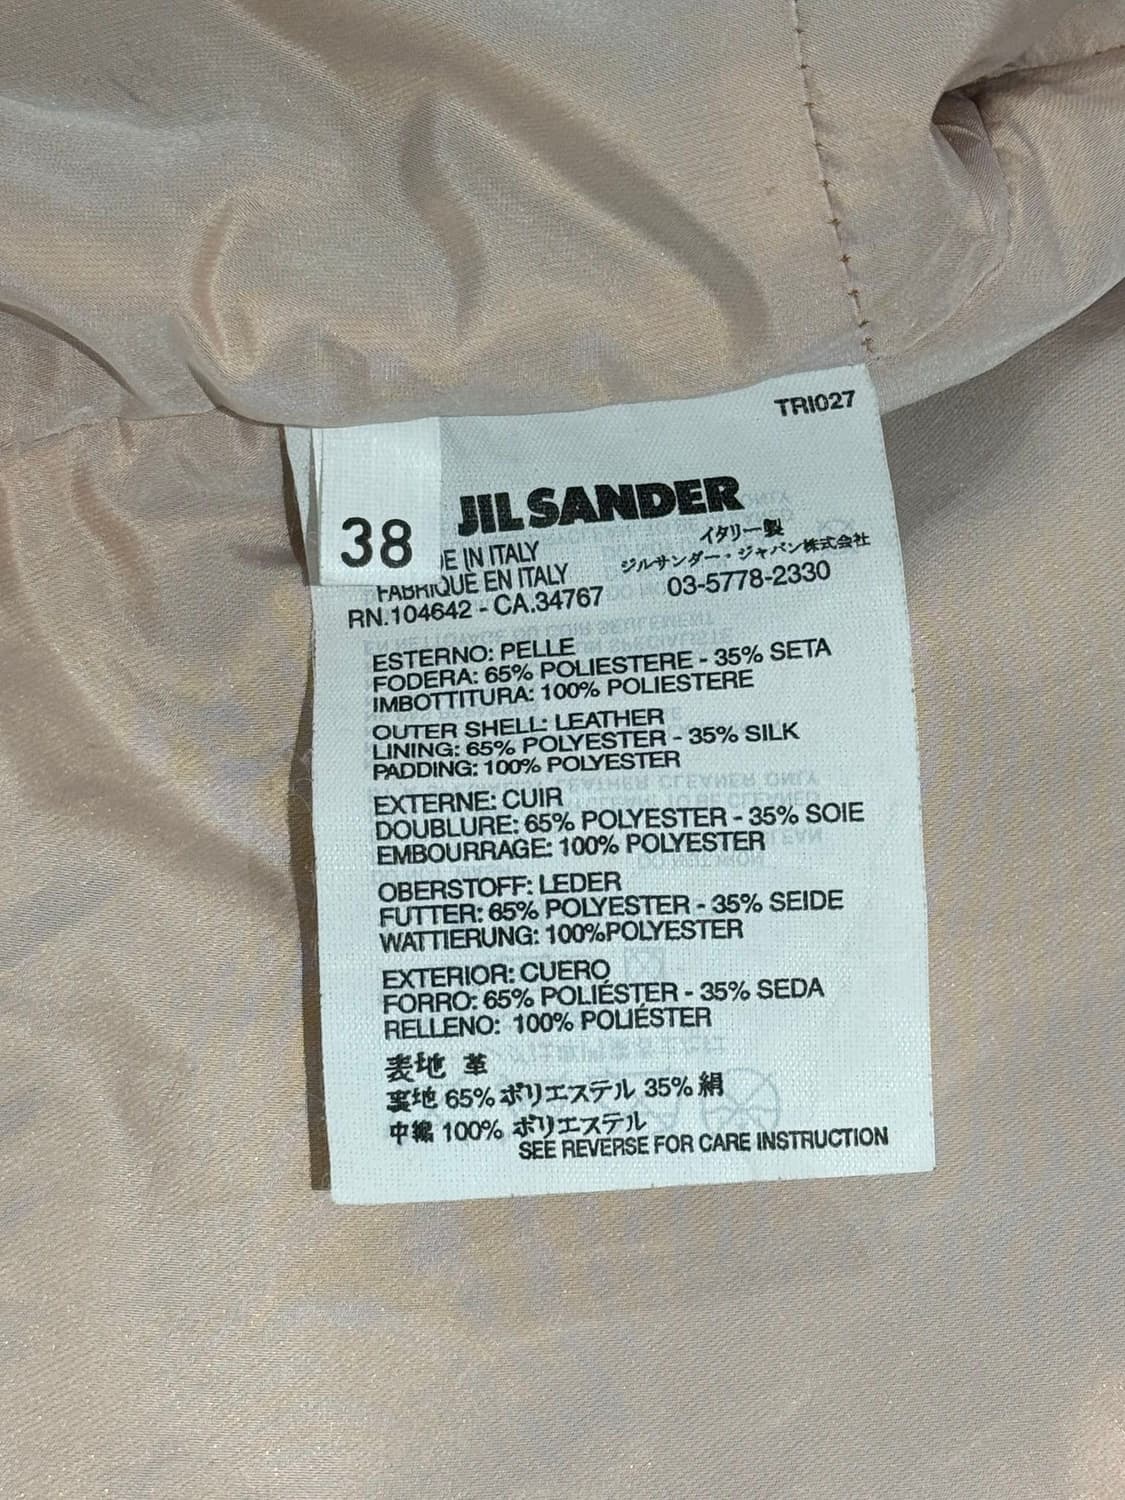 TRI027
JIL SANDER
38
DE IN ITALY
FABRIQUE EN ITALY
RN.104642 - CA.34767
イタリー製
ジルサンダー・ジャパン株式会社
03-5778-2330
ESTERNO: PELLE
FODERA: 65% POLIESTERE - 35% SETA
IMBOTTITURA: 100% POLIESTERE
OUTER SHELL: LEATHER
LINING: 65% POLYESTER - 35% SILK
PADDING: 100% POLYESTER
EXTERNE: CUIR
DOUBLURE: 65% POLYESTER - 35% SOIE
EMBOURRAGE: 100% POLYESTER
OBERSTOFF: LEDER
FUTTER: 65% POLYESTER - 35% SEIDE
WATTIERUNG: 100%POLYESTER
EXTERIOR: CUERO
FORRO: 65% POLIÉSTER - 35% SEDA
RELLENO: 100% POLIÉSTER
表地 革
裏地 65% ポリエステル 35% 絹
中綿 100% ポリエステル
SEE REVERSE FOR CARE INSTRUCTION